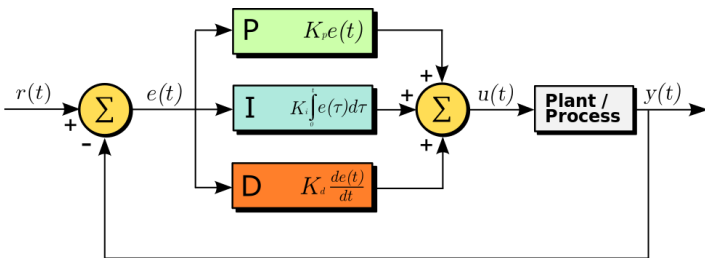 P K_p e(t)
r(t) e(t) I K_i ∫_0^t e(τ)dτ u(t) Plant / Process y(t)
Σ Σ
+ - + + +
D K_d de(t)/dt